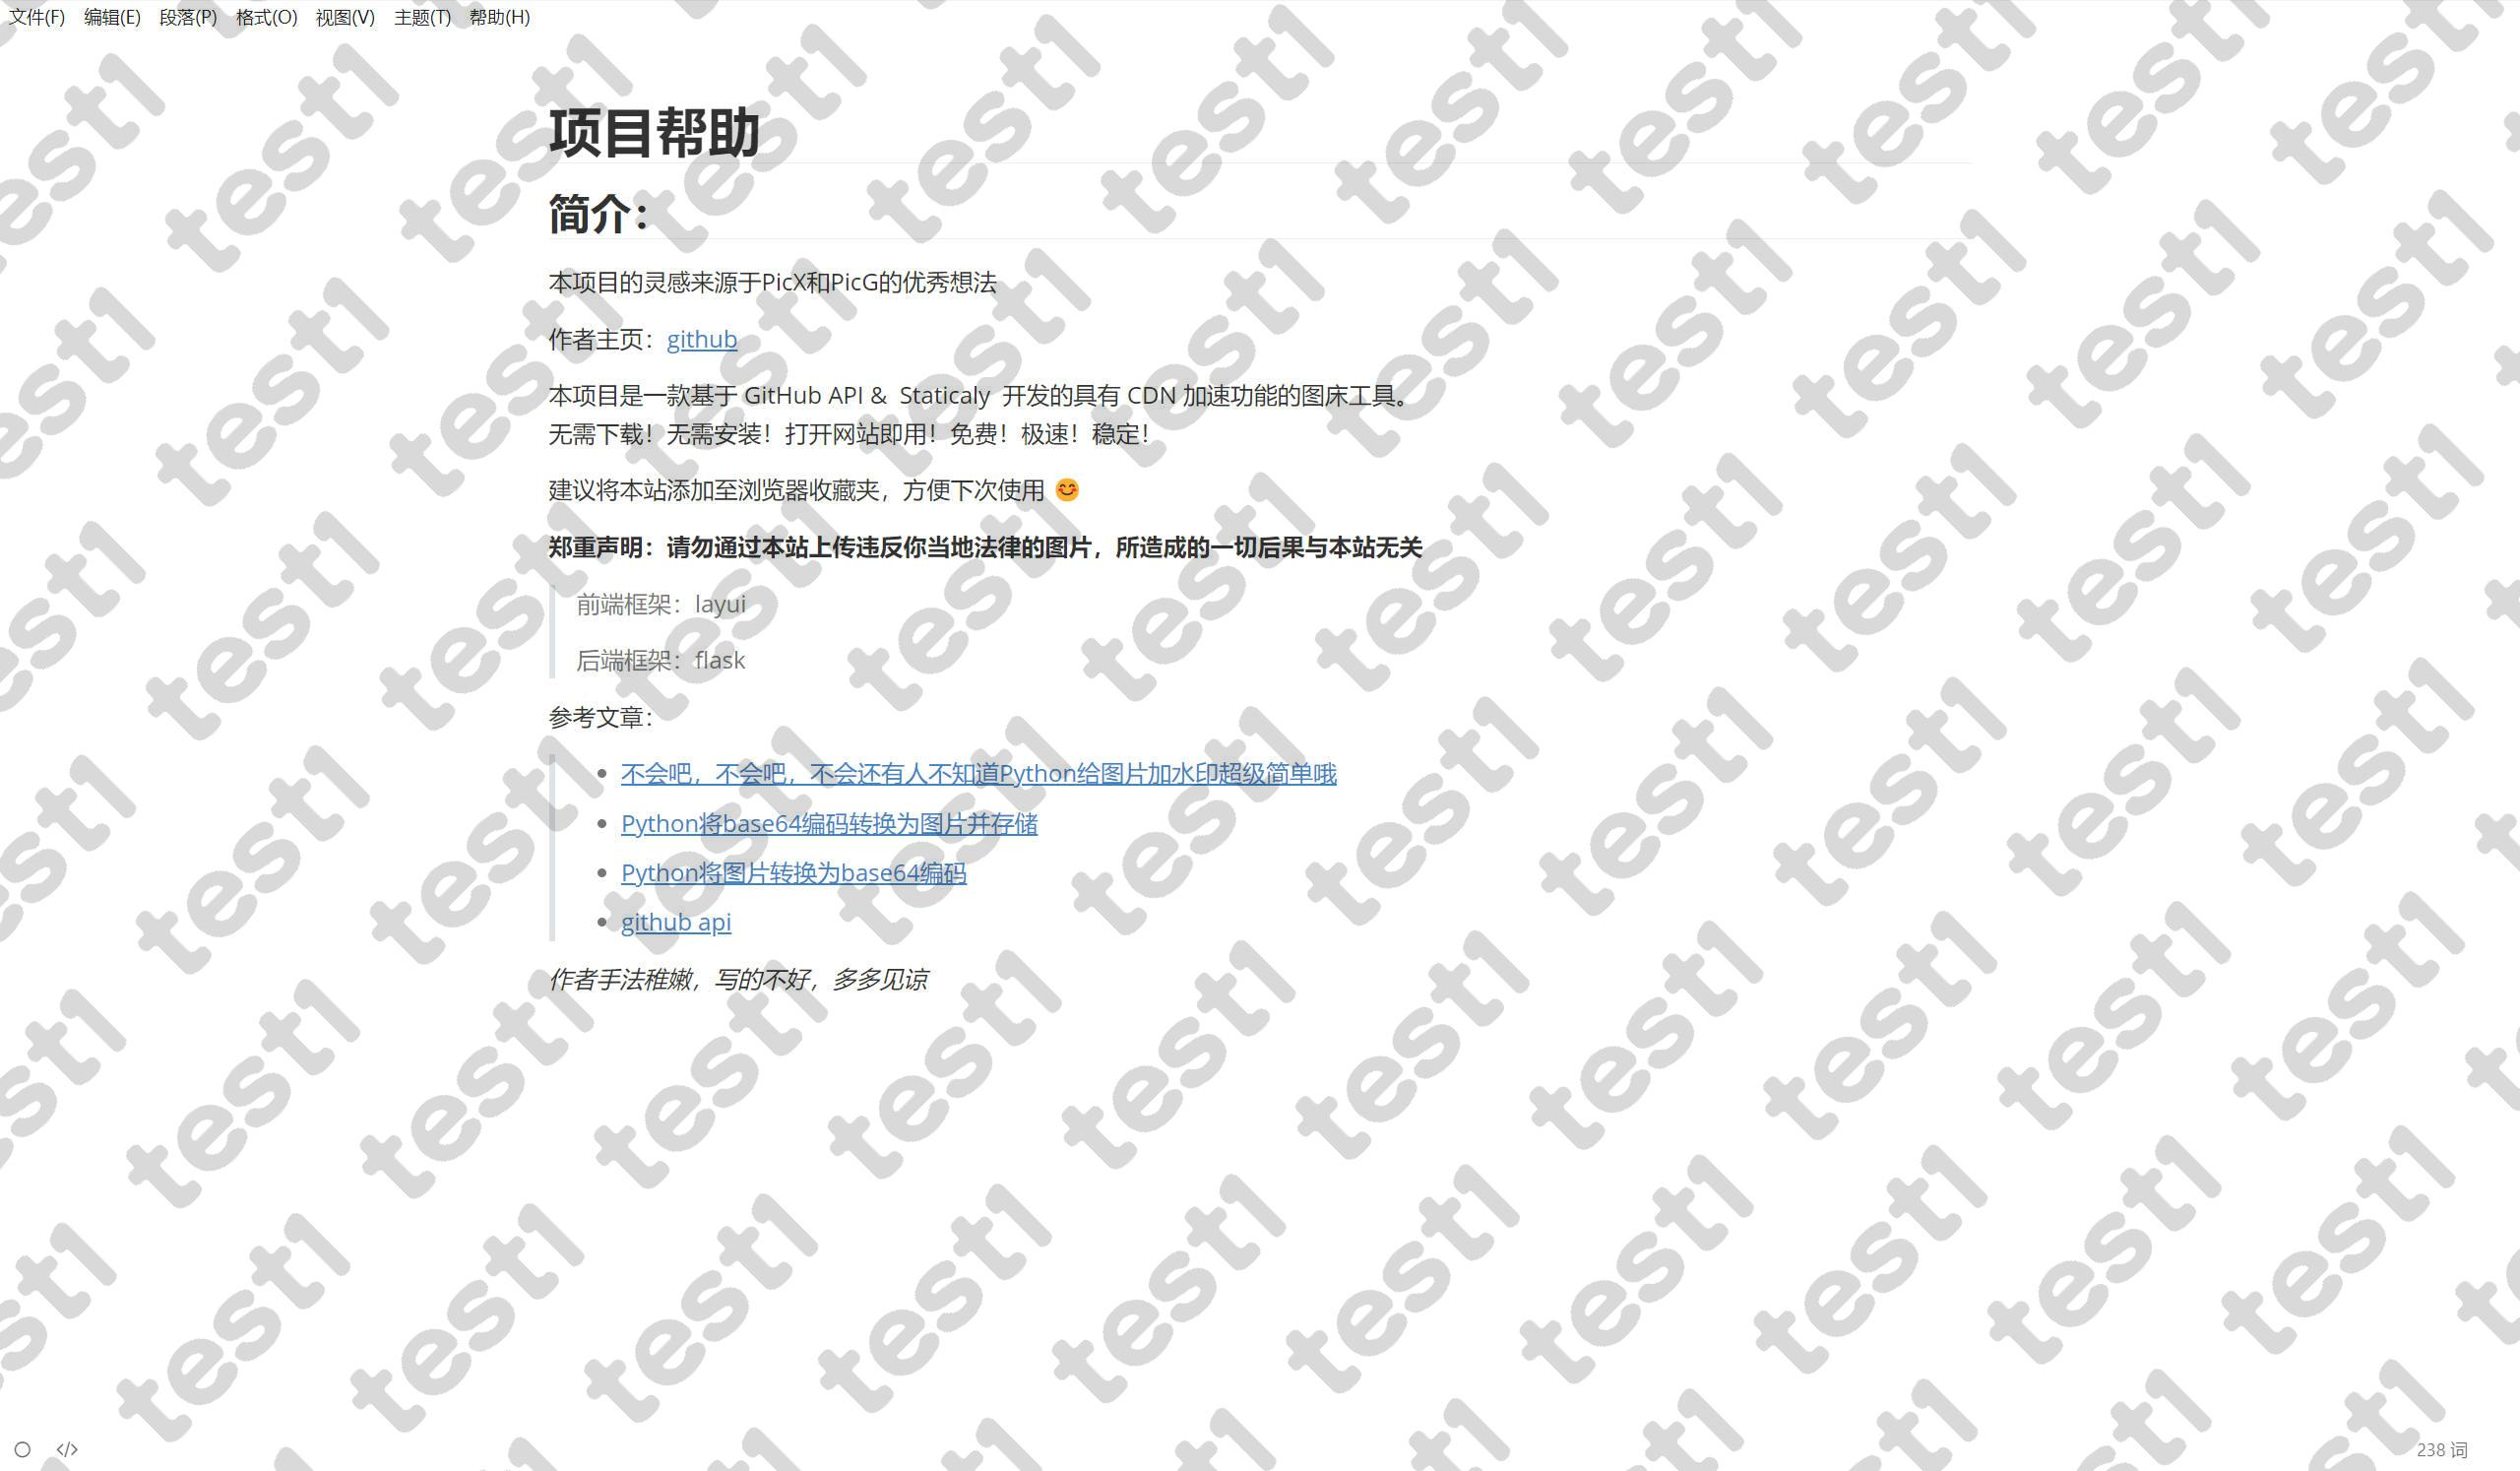 文件(F) 编辑(E) 段落(P) 格式(O) 视图(V) 主题(T) 帮助(H)
项目帮助
简介：
本项目的灵感来源于PicX和PicG的优秀想法
作者主页：github
本项目是一款基于 GitHub API &  Staticaly  开发的具有 CDN 加速功能的图床工具。
无需下载！无需安装！打开网站即用！免费！极速！稳定！
建议将本站添加至浏览器收藏夹，方便下次使用 😊
郑重声明：请勿通过本站上传违反你当地法律的图片，所造成的一切后果与本站无关
前端框架：layui
后端框架：flask
参考文章：
不会吧，不会吧，不会还有人不知道Python给图片加水印超级简单哦
Python将base64编码转换为图片并存储
Python将图片转换为base64编码
github api
作者手法稚嫩，写的不好，多多见谅
</> 238 词
test1